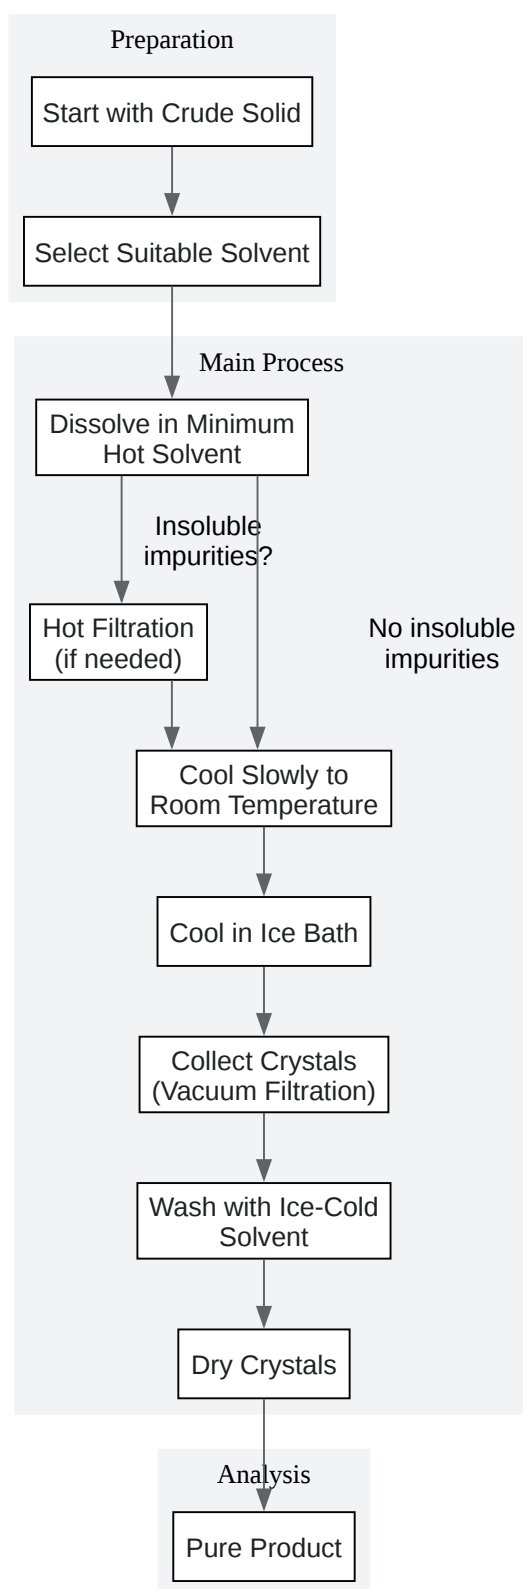 Preparation
Start with Crude Solid
Select Suitable Solvent
Main Process
Dissolve in Minimum
Hot Solvent
Insoluble
impurities?
Hot Filtration
(if needed)
No insoluble
impurities
Cool Slowly to
Room Temperature
Cool in Ice Bath
Collect Crystals
(Vacuum Filtration)
Wash with Ice-Cold
Solvent
Dry Crystals
Analysis
Pure Product